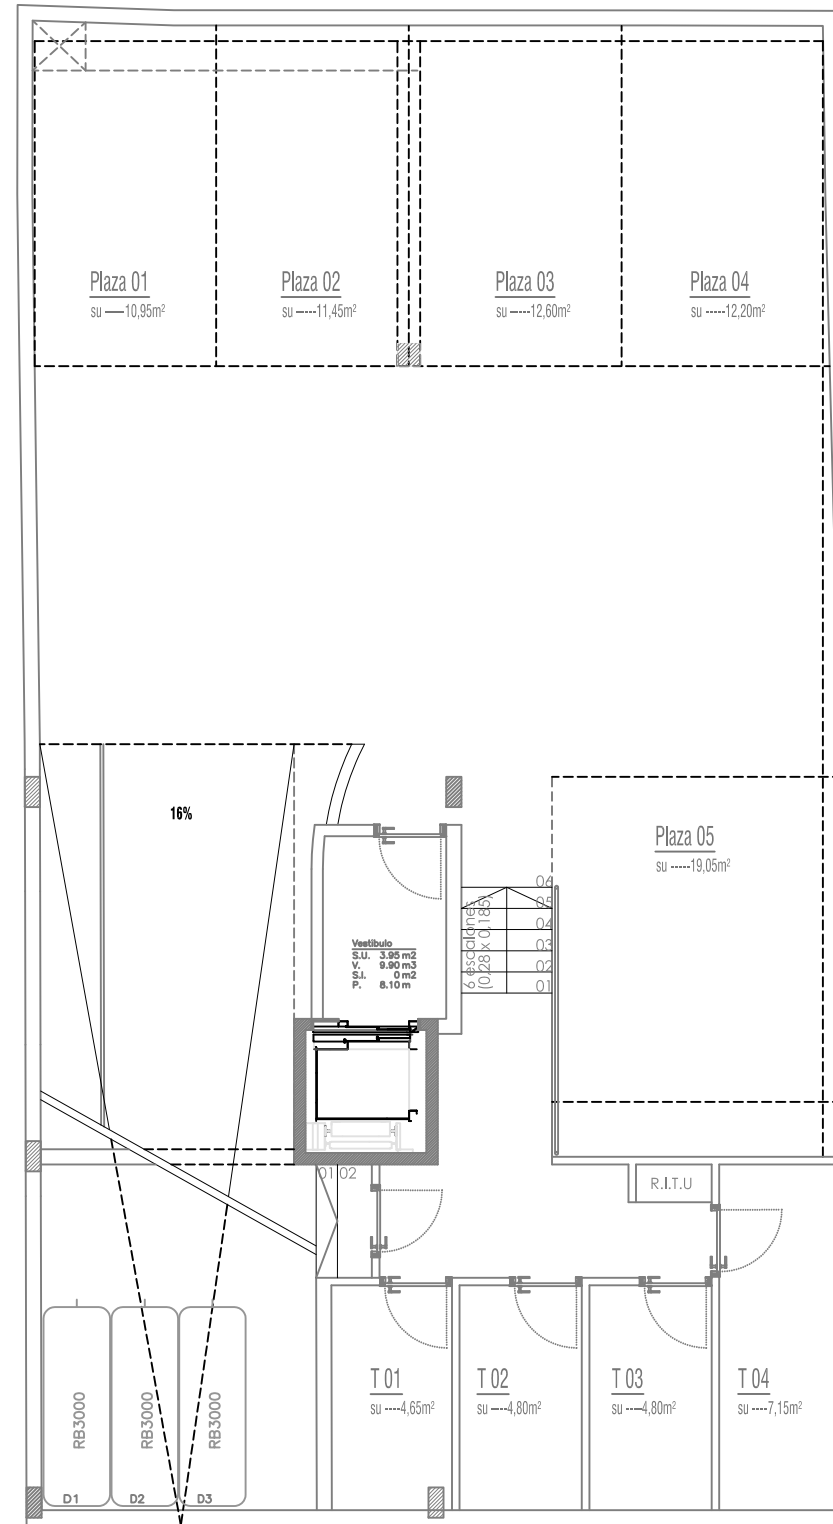 Plaza 01
su ----10,95m²
Plaza 02
su -----11,45m²
Plaza 03
su -----12,60m²
Plaza 04
su -----12,20m²
16%
Plaza 05
su -----19,05m²
06
05
04
03
02
01
6 escalones
(0,28 x 0,185)
Vestibulo
S.U. 3.95 m2
V. 9.90 m3
S.I. 0 m2
P. 8.10 m
01 02
R.I.T.U
T 01
su ----4,65m²
T 02
su ----4,80m²
T 03
su ----4,80m²
T 04
su ----7,15m²
RB3000
RB3000
RB3000
D1
D2
D3